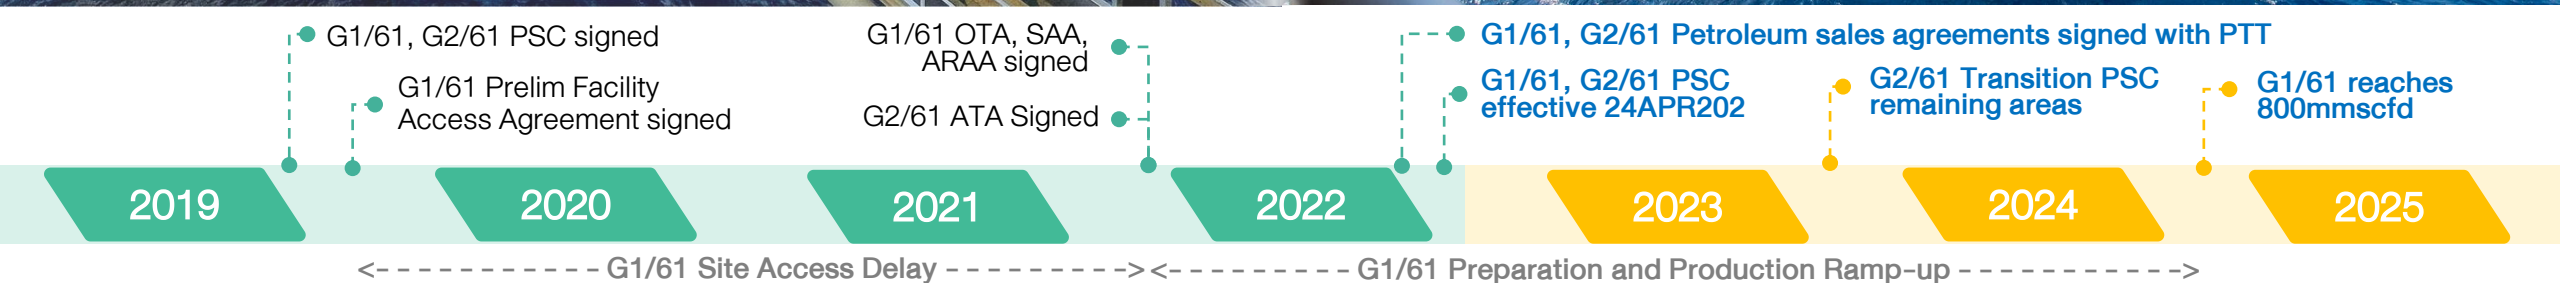 G1/61, G2/61 PSC signed
G1/61 Prelim Facility
Access Agreement signed
G1/61 OTA, SAA,
ARAA signed
G2/61 ATA Signed
G1/61, G2/61 Petroleum sales agreements signed with PTT
G1/61, G2/61 PSC
effective 24APR202
G2/61 Transition PSC
remaining areas
G1/61 reaches
800mmscfd
2019
2020
2021
2022
2023
2024
2025
<- - - - - - - - - - - G1/61 Site Access Delay - - - - - - - - ->
<- - - - - - - - - G1/61 Preparation and Production Ramp-up - - - - - - - - - - ->